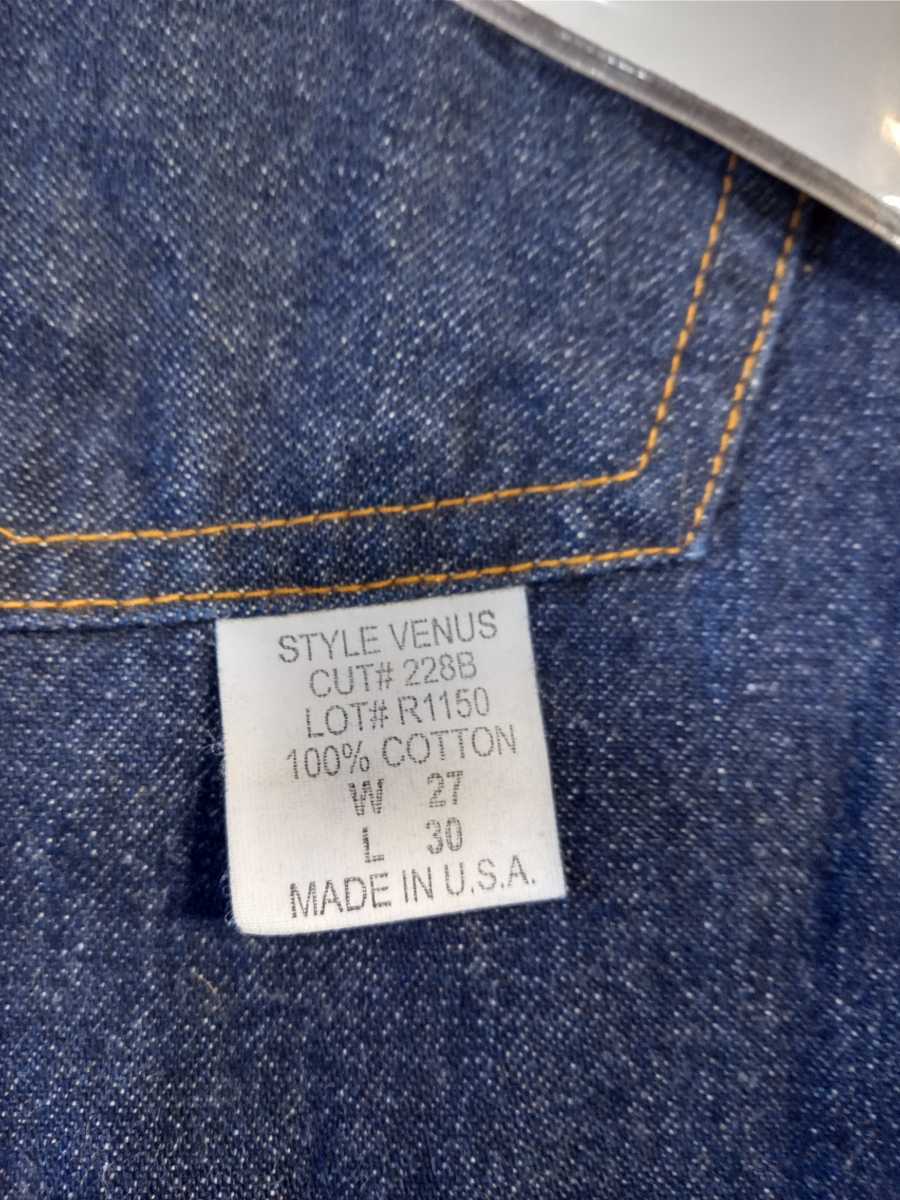 STYLE VENUS
CUT# 228B
LOT# R1150
100% COTTON
W 27
L 30
MADE IN U.S.A.